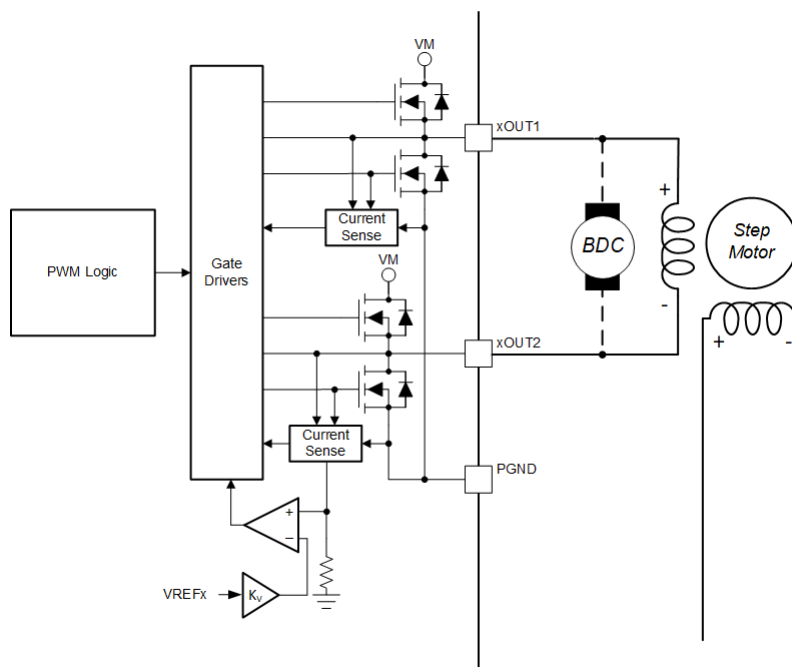 VM
xOUT1
Current
Sense
PWM Logic
Gate
Drivers
VM
+
BDC
-
Step
Motor
+
-
xOUT2
Current
Sense
PGND
+
−
VREFx
KV